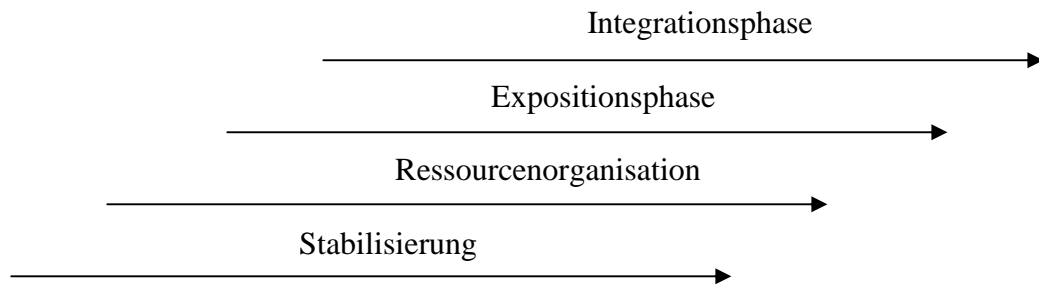 Integrationsphase
Expositionsphase
Ressourcenorganisation
Stabilisierung